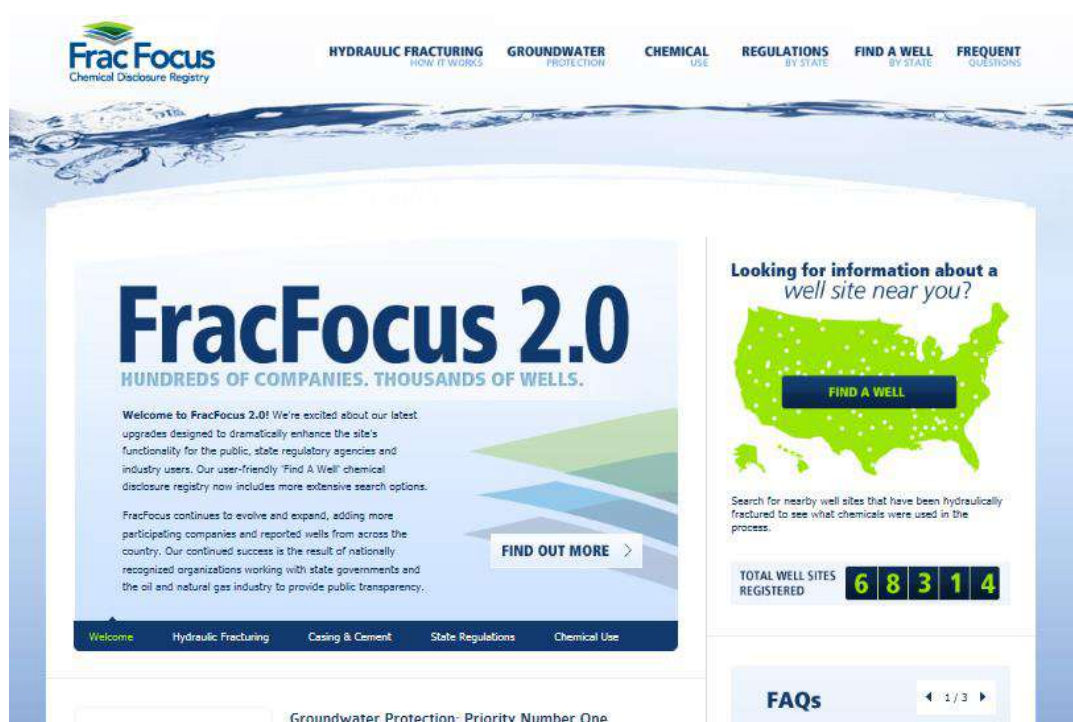 Frac Focus
Chemical Disclosure Registry
HYDRAULIC FRACTURING
HOW IT WORKS
GROUNDWATER
PROTECTION
CHEMICAL
USE
REGULATIONS
BY STATE
FIND A WELL
BY STATE
FREQUENT
QUESTIONS
FracFocus 2.0
HUNDREDS OF COMPANIES. THOUSANDS OF WELLS.
Welcome to FracFocus 2.0! We're excited about our latest
upgrades designed to dramatically enhance the site's
functionality for the public, state regulatory agencies and
industry users. Our user-friendly 'Find A Well' chemical
disclosure registry now includes more extensive search options.
FracFocus continues to evolve and expand, adding more
participating companies and reported wells from across the
country. Our continued success is the result of nationally
recognized organizations working with state governments and
the oil and natural gas industry to provide public transparency.
FIND OUT MORE
Welcome Hydraulic Fracturing Casing & Cement State Regulations Chemical Use
Looking for information about a
well site near you?
FIND A WELL
Search for nearby well sites that have been hydraulically
fractured to see what chemicals were used in the
process.
TOTAL WELL SITES
REGISTERED
6 8 3 1 4
FAQs
1 / 3
Groundwater Protection: Priority Number One